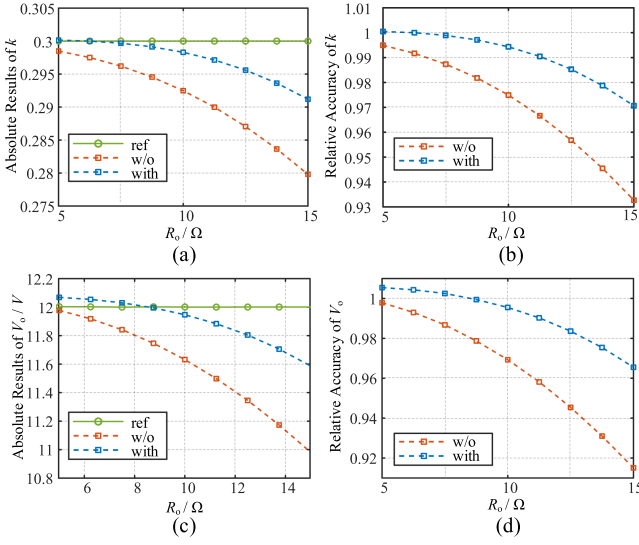 0.305
0.3
0.295
0.29
0.285
0.28
0.275
Absolute Results of k
ref
w/o
with
5
10
15
Ro / Ω
(a)
1.01
1
0.99
0.98
0.97
0.96
0.95
0.94
0.93
Relative Accuracy of k
w/o
with
5
10
15
Ro / Ω
(b)
12.2
12
11.8
11.6
11.4
11.2
11
10.8
Absolute Results of Vo / V
ref
w/o
with
6
8
10
12
14
Ro / Ω
(c)
1
0.98
0.96
0.94
0.92
Relative Accuracy of Vo
w/o
with
5
10
15
Ro / Ω
(d)